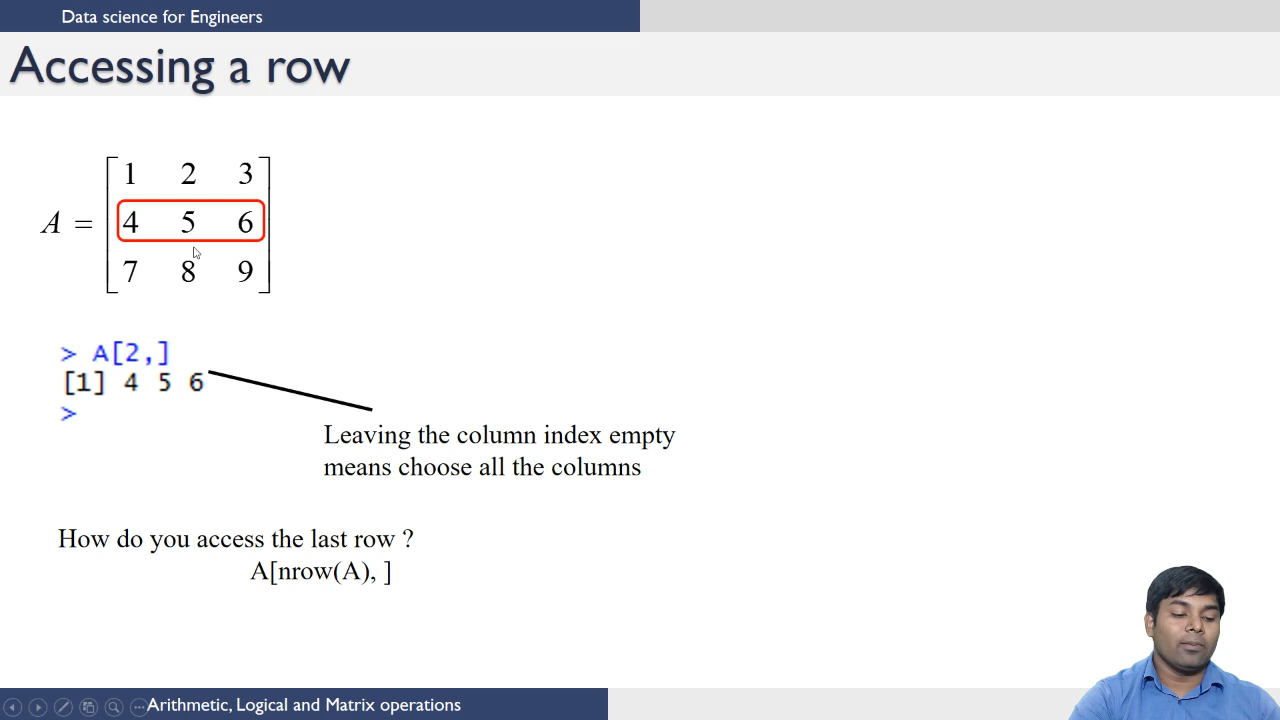 Data science for Engineers
Accessing a row
1 2 3
A = 4 5 6
7 8 9
> A[2,]
[1] 4 5 6
>
Leaving the column index empty
means choose all the columns
How do you access the last row ?
A[nrow(A), ]
Arithmetic, Logical and Matrix operations